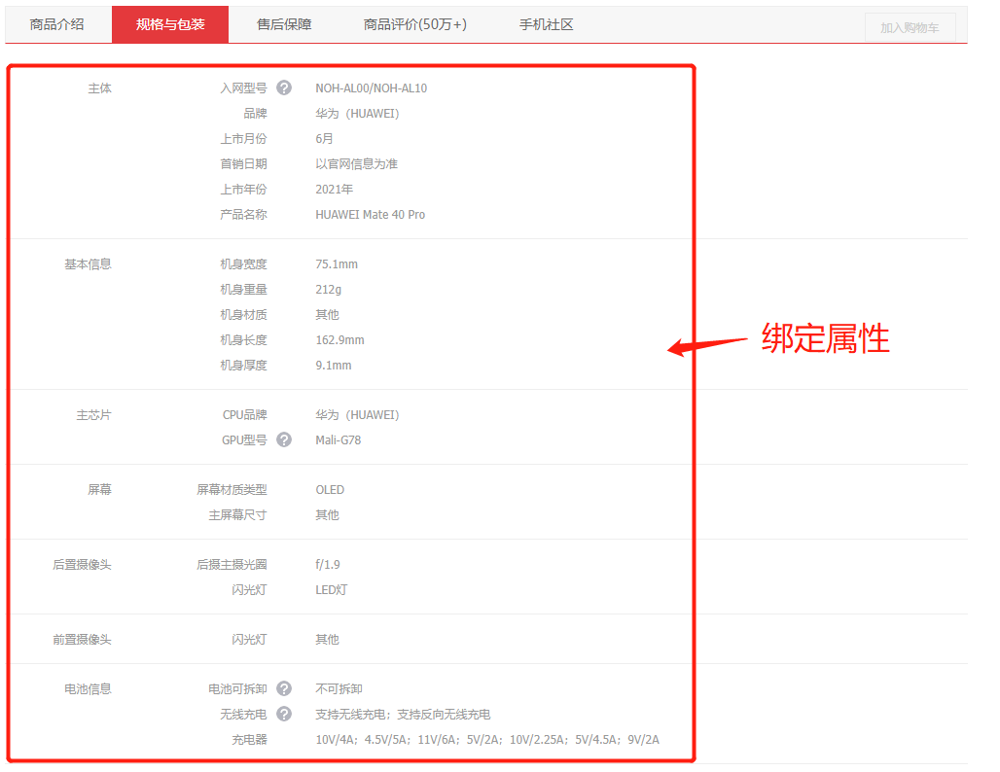 商品介绍 规格与包装 售后保障 商品评价(50万+) 手机社区 加入购物车
主体 入网型号 ? NOH-AL00/NOH-AL10
品牌 华为（HUAWEI）
上市月份 6月
首销日期 以官网信息为准
上市年份 2021年
产品名称 HUAWEI Mate 40 Pro
基本信息 机身宽度 75.1mm
机身重量 212g
机身材质 其他
机身长度 162.9mm
机身厚度 9.1mm
绑定属性
主芯片 CPU品牌 华为（HUAWEI）
GPU型号 ? Mali-G78
屏幕 屏幕材质类型 OLED
主屏幕尺寸 其他
后置摄像头 后摄主摄光圈 f/1.9
闪光灯 LED灯
前置摄像头 闪光灯 其他
电池信息 电池可拆卸 ? 不可拆卸
无线充电 ? 支持无线充电；支持反向无线充电
充电器 10V/4A；4.5V/5A；11V/6A；5V/2A；10V/2.25A；5V/4.5A；9V/2A